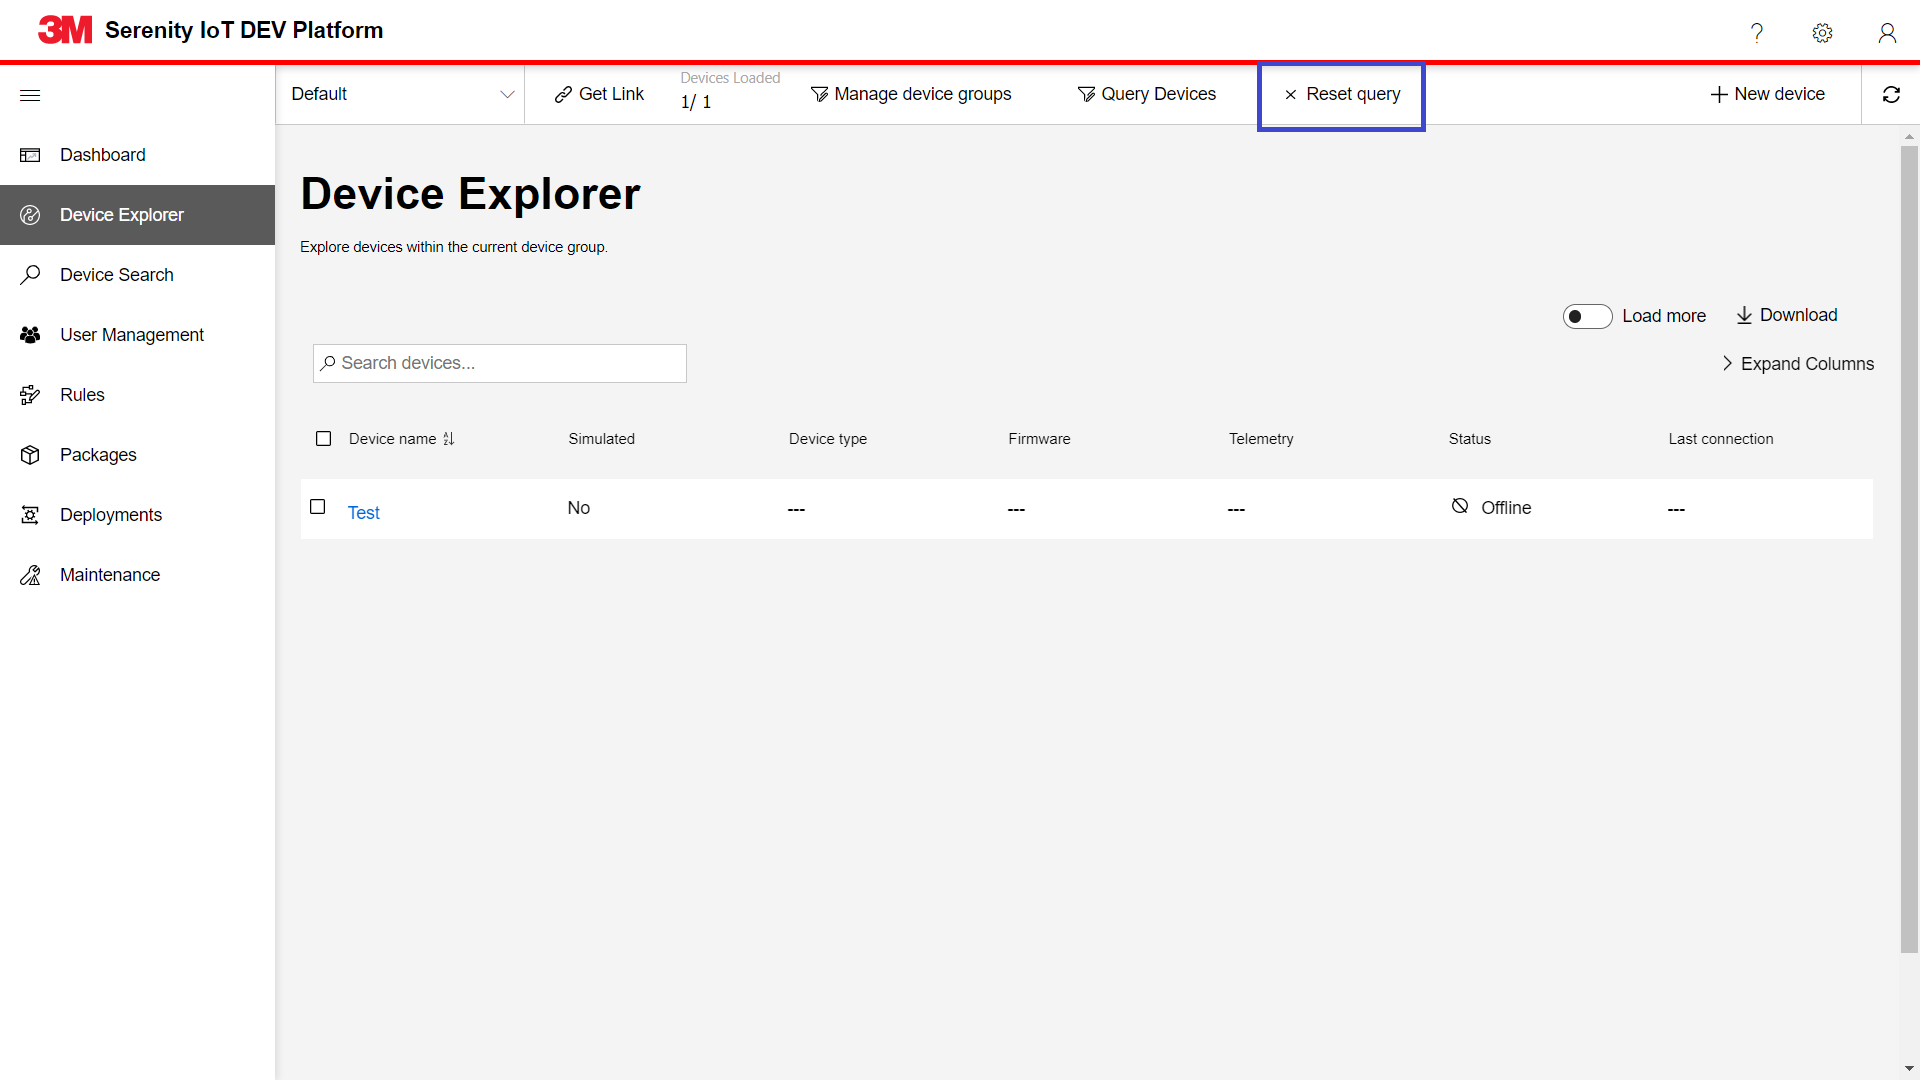 3M Serenity IoT DEV Platform
Default
Get Link
Devices Loaded
1/ 1
Manage device groups
Query Devices
Reset query
New device
Dashboard
Device Explorer
Device Search
User Management
Rules
Packages
Deployments
Maintenance
Device Explorer
Explore devices within the current device group.
Load more
Download
Search devices...
Expand Columns
Device name Simulated Device type Firmware Telemetry Status Last connection
Test No --- --- --- Offline ---